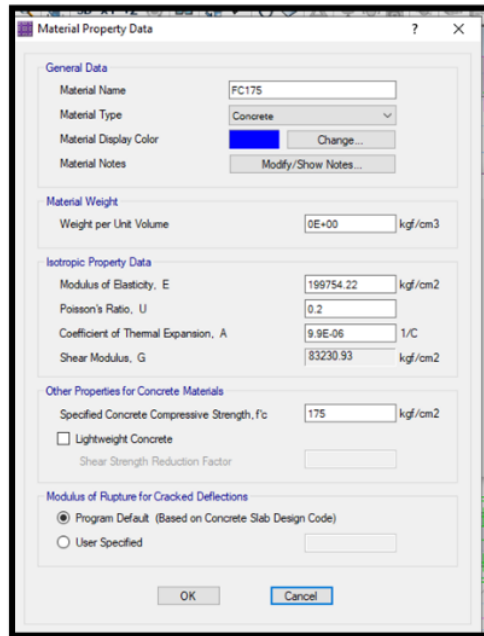 Material Property Data ? ×
General Data
Material Name FC175
Material Type Concrete
Material Display Color Change...
Material Notes Modify/Show Notes...
Material Weight
Weight per Unit Volume 0E+00 kgf/cm3
Isotropic Property Data
Modulus of Elasticity, E 199754.22 kgf/cm2
Poisson's Ratio, U 0.2
Coefficient of Thermal Expansion, A 9.9E-06 1/C
Shear Modulus, G 83230.93 kgf/cm2
Other Properties for Concrete Materials
Specified Concrete Compressive Strength, f'c 175 kgf/cm2
Lightweight Concrete
Shear Strength Reduction Factor
Modulus of Rupture for Cracked Deflections
Program Default (Based on Concrete Slab Design Code)
User Specified
OK Cancel